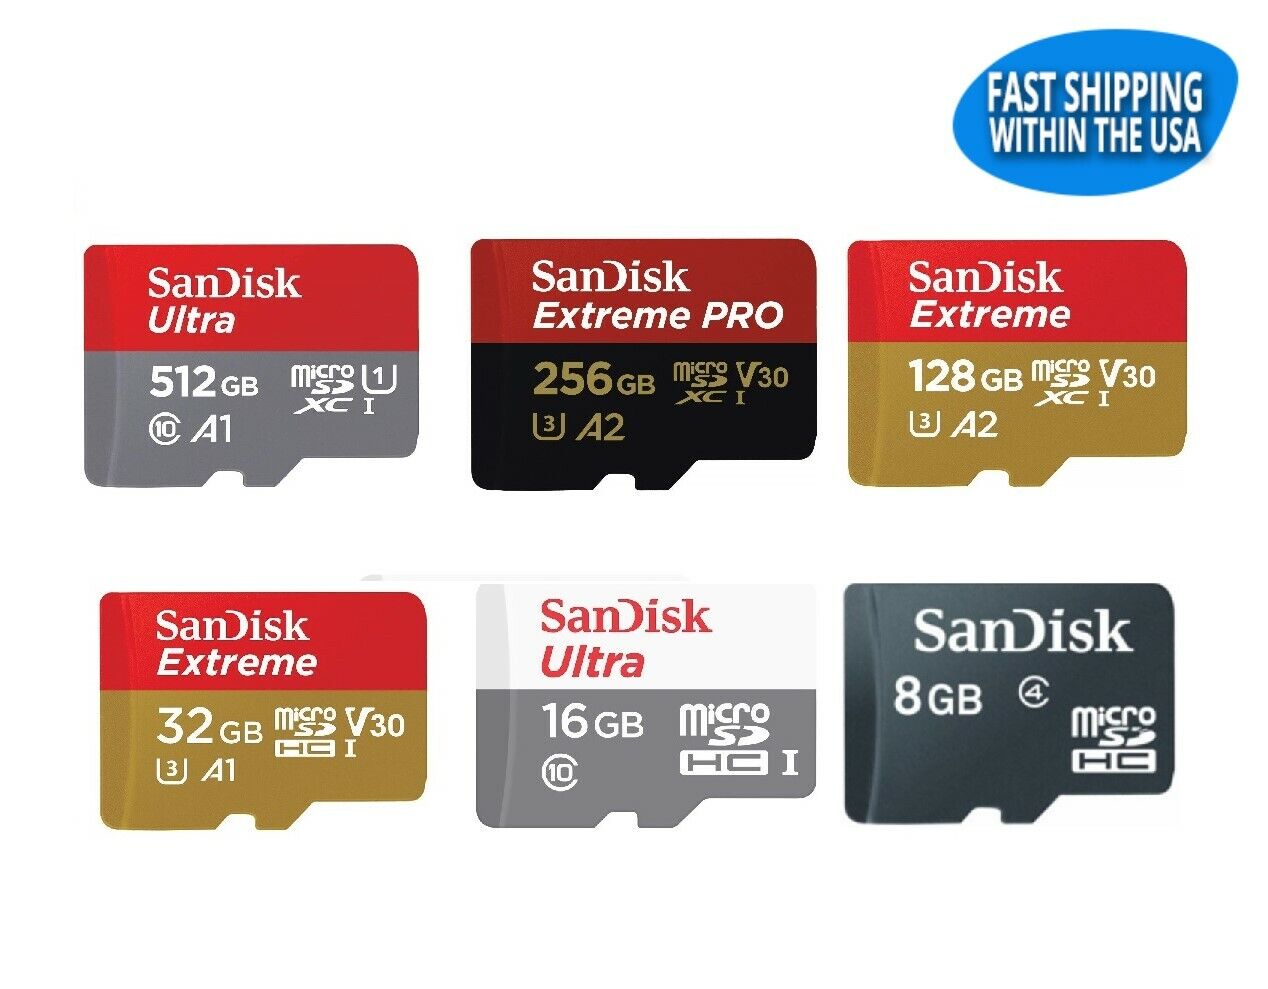 FAST SHIPPING
WITHIN THE USA
SanDisk
Ultra
512 GB micro SD XC I U1
10 A1
SanDisk
Extreme PRO
256 GB micro SD XC I V30
3 A2
SanDisk
Extreme
128 GB micro SD XC I V30
3 A2
SanDisk
Extreme
32 GB micro SD HC I V30
3 A1
SanDisk
Ultra
16 GB micro SD HC I
10
SanDisk
8 GB 4 micro SD HC